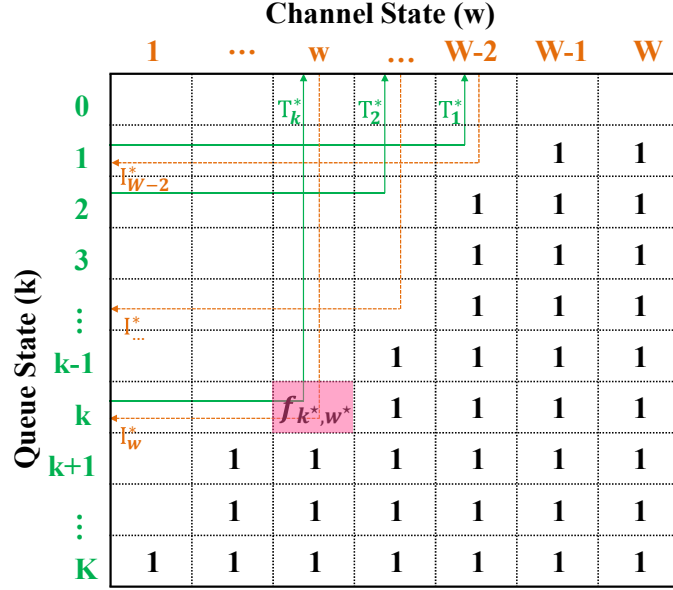 Channel State (w)
1 ... w ... W-2 W-1 W
Queue State (k)
0 T*k T*2 T*1
1 1 1
I*W-2
2 1 1 1
3 1 1 1
⋮ 1 1 1
I*...
k-1 1 1 1 1
k fk*,w* 1 1 1 1
I*w
k+1 1 1 1 1 1 1
⋮ 1 1 1 1 1 1
K 1 1 1 1 1 1 1